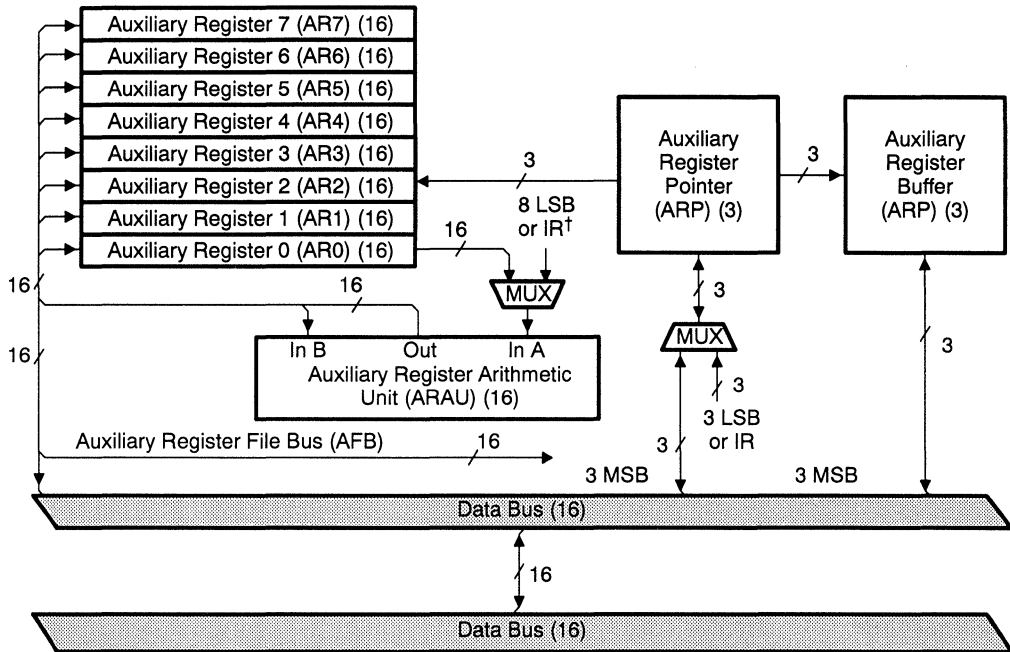 Auxiliary Register 7 (AR7) (16)
Auxiliary Register 6 (AR6) (16)
Auxiliary Register 5 (AR5) (16)
Auxiliary Register 4 (AR4) (16)
Auxiliary Register 3 (AR3) (16)
Auxiliary Register 2 (AR2) (16)
Auxiliary Register 1 (AR1) (16)
Auxiliary Register 0 (AR0) (16)
3
8 LSB
or IR†
16
MUX
Auxiliary
Register
Pointer
(ARP) (3)
3
Auxiliary
Register
Buffer
(ARP) (3)
16
16
16
In B Out In A
Auxiliary Register Arithmetic
Unit (ARAU) (16)
3
MUX
3
3 LSB
or IR
3
3
Auxiliary Register File Bus (AFB)
16
3 MSB
3 MSB
Data Bus (16)
16
Data Bus (16)